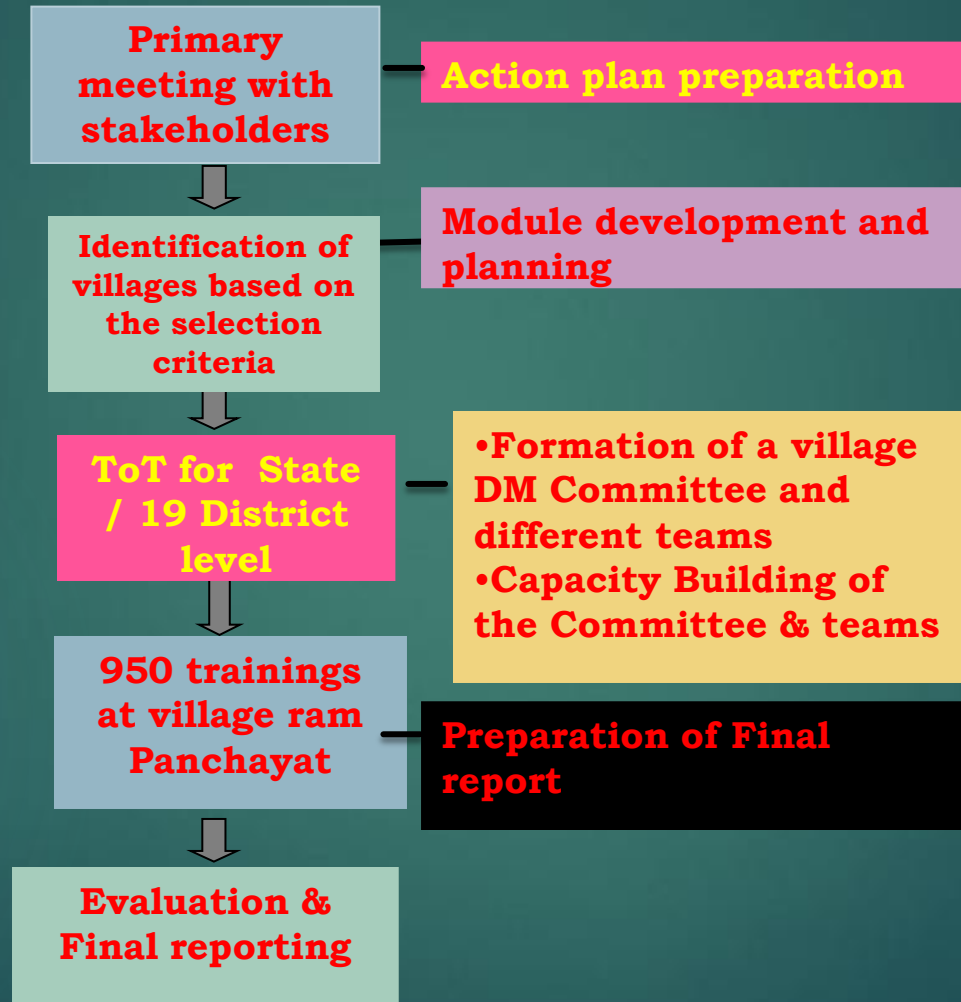 Primary
meeting with
stakeholders
Action plan preparation
Identification of
villages based on
the selection
criteria
Module development and
planning
ToT for State
/ 19 District
level
•Formation of a village
DM Committee and
different teams
•Capacity Building of
the Committee & teams
950 trainings
at village ram
Panchayat
Preparation of Final
report
Evaluation &
Final reporting